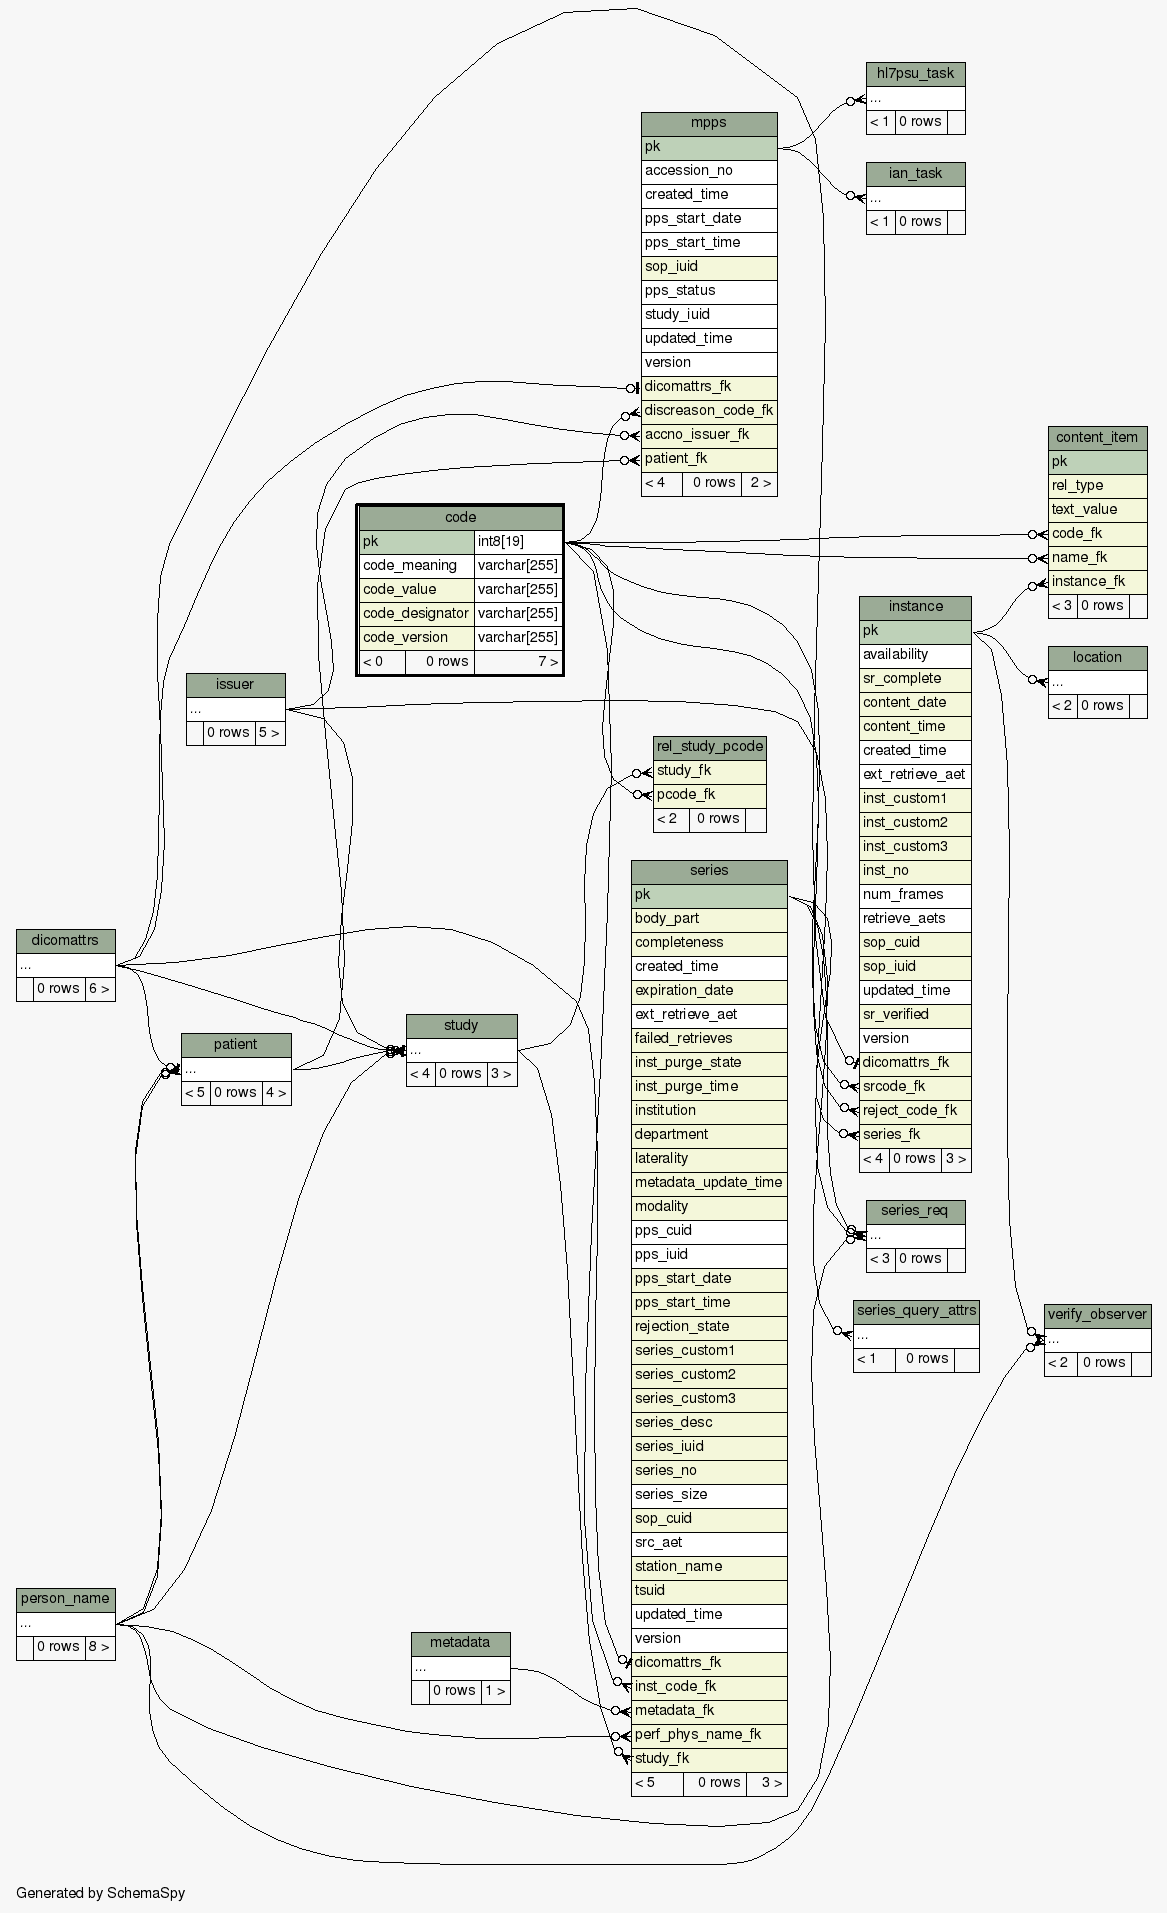 hl7psu_task
...
< 1 0 rows
mpps
pk
accession_no
created_time
pps_start_date
pps_start_time
sop_iuid
pps_status
study_iuid
updated_time
version
dicomattrs_fk
discreason_code_fk
accno_issuer_fk
patient_fk
< 4 0 rows 2 >
ian_task
...
< 1 0 rows
content_item
pk
rel_type
text_value
code_fk
name_fk
instance_fk
< 3 0 rows
code
pk int8[19]
code_meaning varchar[255]
code_value varchar[255]
code_designator varchar[255]
code_version varchar[255]
< 0 0 rows 7 >
instance
pk
availability
sr_complete
content_date
content_time
created_time
ext_retrieve_aet
inst_custom1
inst_custom2
inst_custom3
inst_no
num_frames
retrieve_aets
sop_cuid
sop_iuid
updated_time
sr_verified
version
dicomattrs_fk
srcode_fk
reject_code_fk
series_fk
< 4 0 rows 3 >
location
...
< 2 0 rows
issuer
...
0 rows 5 >
rel_study_pcode
study_fk
pcode_fk
< 2 0 rows
series
pk
body_part
completeness
created_time
expiration_date
ext_retrieve_aet
failed_retrieves
inst_purge_state
inst_purge_time
institution
department
laterality
metadata_update_time
modality
pps_cuid
pps_iuid
pps_start_date
pps_start_time
rejection_state
series_custom1
series_custom2
series_custom3
series_desc
series_iuid
series_no
series_size
sop_cuid
src_aet
station_name
tsuid
updated_time
version
dicomattrs_fk
inst_code_fk
metadata_fk
perf_phys_name_fk
study_fk
< 5 0 rows 3 >
dicomattrs
...
0 rows 6 >
study
...
< 4 0 rows 3 >
patient
...
< 5 0 rows 4 >
series_req
...
< 3 0 rows
series_query_attrs
...
< 1 0 rows
verify_observer
...
< 2 0 rows
person_name
...
0 rows 8 >
metadata
...
0 rows 1 >
Generated by SchemaSpy